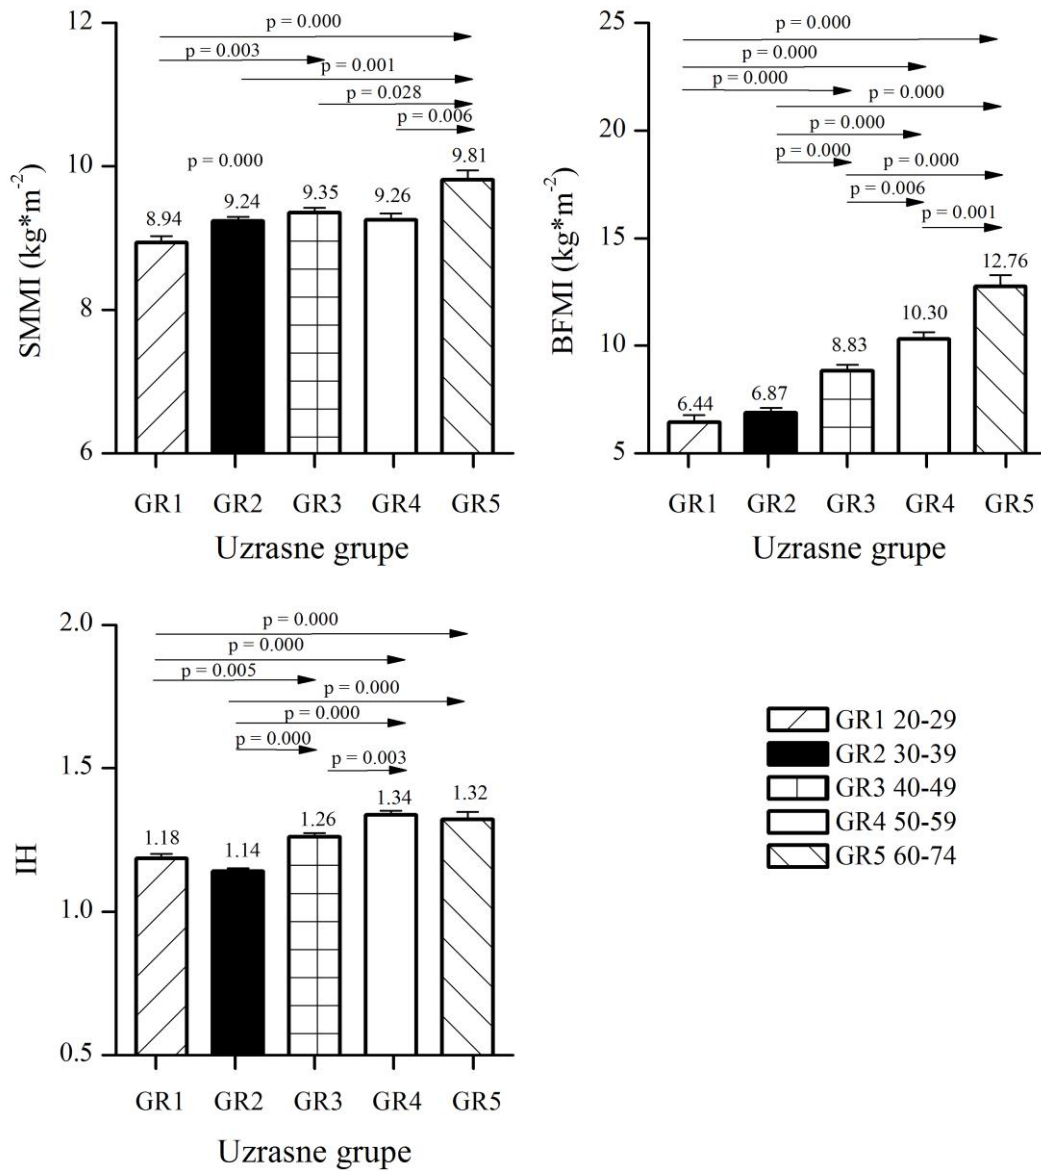 12
p = 0.000
p = 0.003
p = 0.001
p = 0.028
p = 0.006
10
p = 0.000
9.81
9.24
9.35
9.26
8.94
8
6
SMMI (kg*m-2)
GR1 GR2 GR3 GR4 GR5
Uzrasne grupe
25
p = 0.000
p = 0.000
p = 0.000
p = 0.000
20
p = 0.000
p = 0.000
p = 0.000
p = 0.006
15
p = 0.001
12.76
10.30
10
8.83
6.44
6.87
5
BFMI (kg*m-2)
GR1 GR2 GR3 GR4 GR5
Uzrasne grupe
2.0
p = 0.000
p = 0.000
p = 0.005
p = 0.000
p = 0.000
p = 0.000
p = 0.003
1.5
1.34
1.32
1.26
1.18
1.14
1.0
0.5
IH
GR1 GR2 GR3 GR4 GR5
Uzrasne grupe
GR1 20-29
GR2 30-39
GR3 40-49
GR4 50-59
GR5 60-74